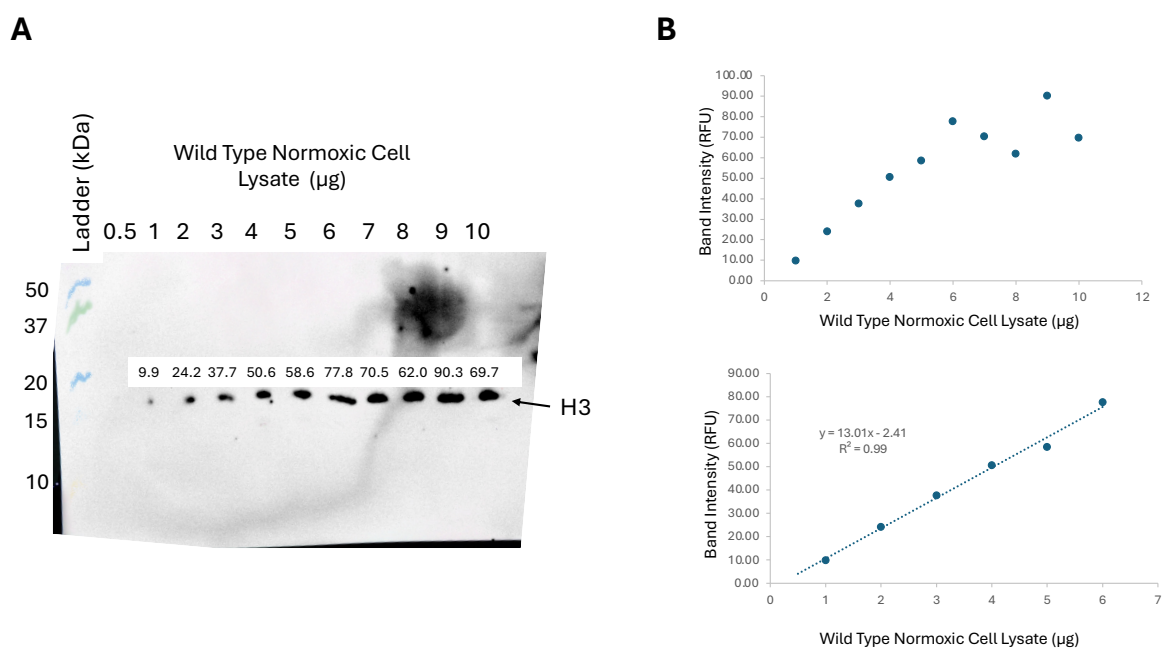 A
Ladder (kDa)
Wild Type Normoxic Cell
Lysate (µg)
0.5 1 2 3 4 5 6 7 8 9 10
50
37
20
15
10
9.9 24.2 37.7 50.6 58.6 77.8 70.5 62.0 90.3 69.7
H3
B
Band Intensity (RFU)
100.00
90.00
80.00
70.00
60.00
50.00
40.00
30.00
20.00
10.00
0.00
0 2 4 6 8 10 12
Wild Type Normoxic Cell Lysate (µg)
Band Intensity (RFU)
90.00
80.00
70.00
60.00
50.00
40.00
30.00
20.00
10.00
0.00
y = 13.01x - 2.41
R² = 0.99
0 1 2 3 4 5 6 7
Wild Type Normoxic Cell Lysate (µg)